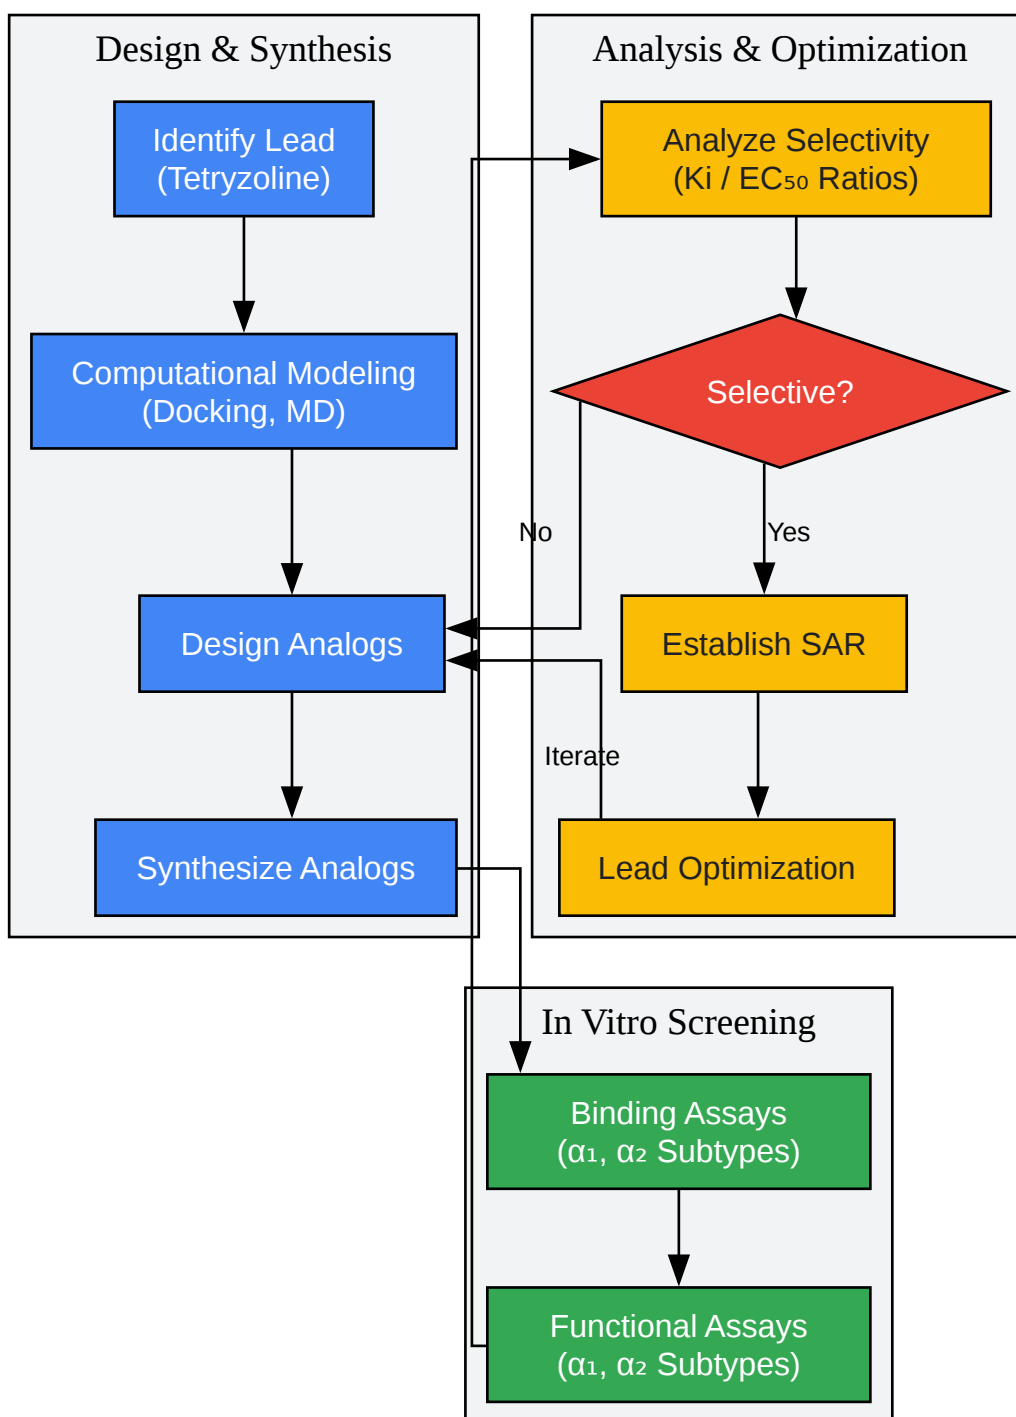 Design & Synthesis
Identify Lead
(Tetryzoline)
Computational Modeling
(Docking, MD)
Design Analogs
Synthesize Analogs
Analysis & Optimization
Analyze Selectivity
(Ki / EC₅₀ Ratios)
Selective?
No
Yes
Establish SAR
Iterate
Lead Optimization
In Vitro Screening
Binding Assays
(α₁, α₂ Subtypes)
Functional Assays
(α₁, α₂ Subtypes)